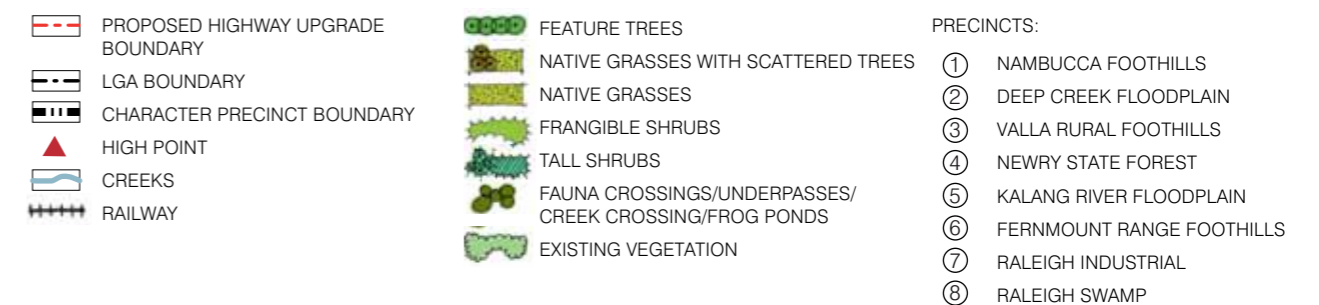 PROPOSED HIGHWAY UPGRADE
BOUNDARY
LGA BOUNDARY
CHARACTER PRECINCT BOUNDARY
HIGH POINT
CREEKS
RAILWAY
FEATURE TREES
NATIVE GRASSES WITH SCATTERED TREES
NATIVE GRASSES
FRANGIBLE SHRUBS
TALL SHRUBS
FAUNA CROSSINGS/UNDERPASSES/
CREEK CROSSING/FROG PONDS
EXISTING VEGETATION
PRECINCTS:
1 NAMBUCCA FOOTHILLS
2 DEEP CREEK FLOODPLAIN
3 VALLA RURAL FOOTHILLS
4 NEWRY STATE FOREST
5 KALANG RIVER FLOODPLAIN
6 FERNMOUNT RANGE FOOTHILLS
7 RALEIGH INDUSTRIAL
8 RALEIGH SWAMP